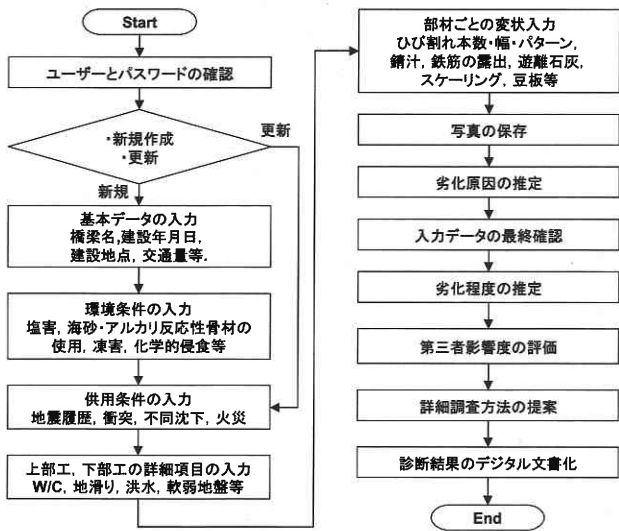 Start
ユーザーとパスワードの確認
・新規作成
・更新
更新
新規
基本データの入力
橋梁名,建設年月日,
建設地点, 交通量等.
環境条件の入力
塩害, 海砂・アルカリ反応性骨材の
使用, 凍害, 化学的侵食等
供用条件の入力
地震履歴, 衝突, 不同沈下, 火災
上部工, 下部工の詳細項目の入力
W/C, 地滑り, 洪水, 軟弱地盤等
部材ごとの変状入力
ひび割れ本数・幅・パターン,
錆汁, 鉄筋の露出, 遊離石灰,
スケーリング, 豆板等
写真の保存
劣化原因の推定
入力データの最終確認
劣化程度の推定
第三者影響度の評価
詳細調査方法の提案
診断結果のデジタル文書化
End